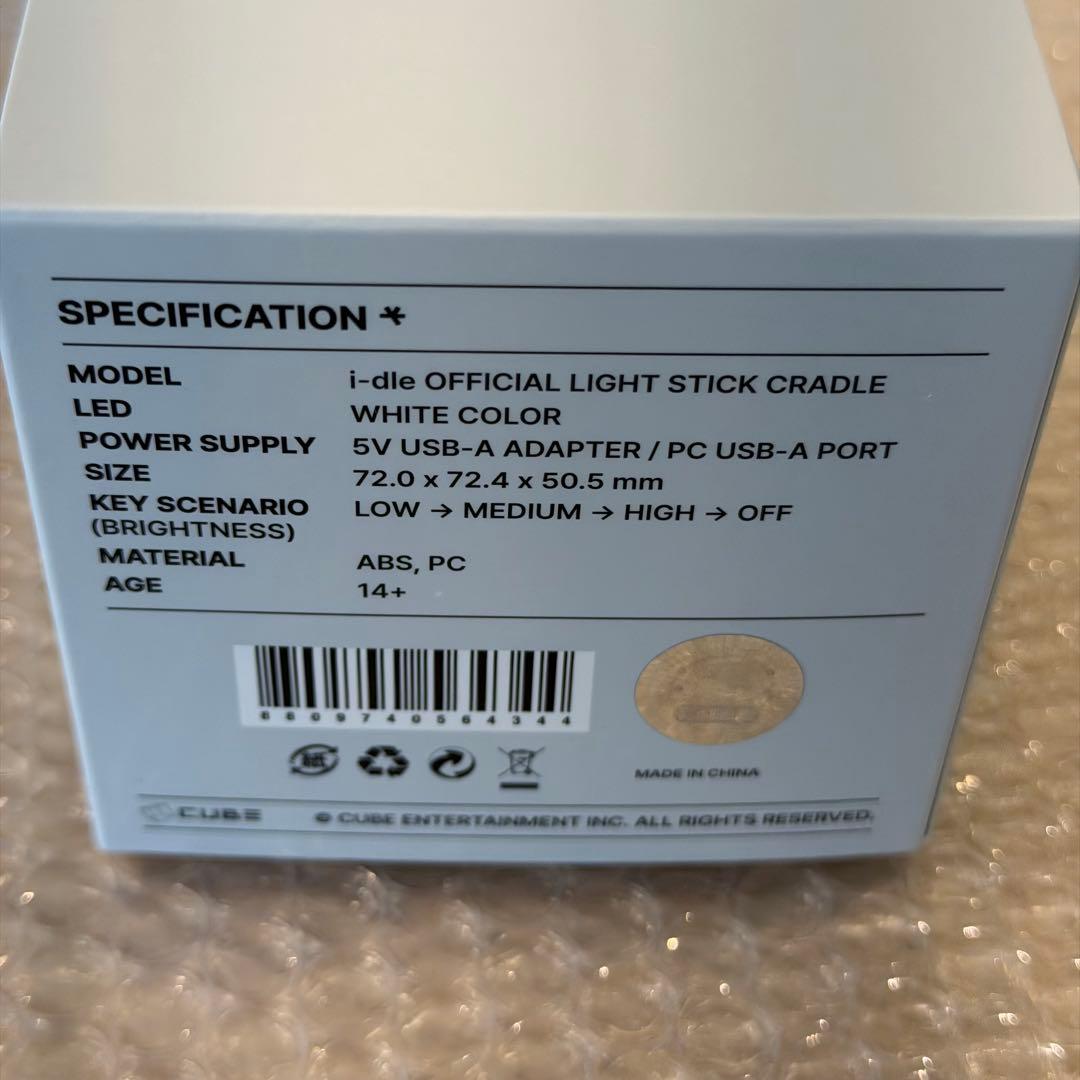 SPECIFICATION *
MODEL i-dle OFFICIAL LIGHT STICK CRADLE
LED WHITE COLOR
POWER SUPPLY 5V USB-A ADAPTER / PC USB-A PORT
SIZE 72.0 x 72.4 x 50.5 mm
KEY SCENARIO LOW → MEDIUM → HIGH → OFF
(BRIGHTNESS)
MATERIAL ABS, PC
AGE 14+
6609740564344
紙
MADE IN CHINA
CUBE © CUBE ENTERTAINMENT INC. ALL RIGHTS RESERVED.